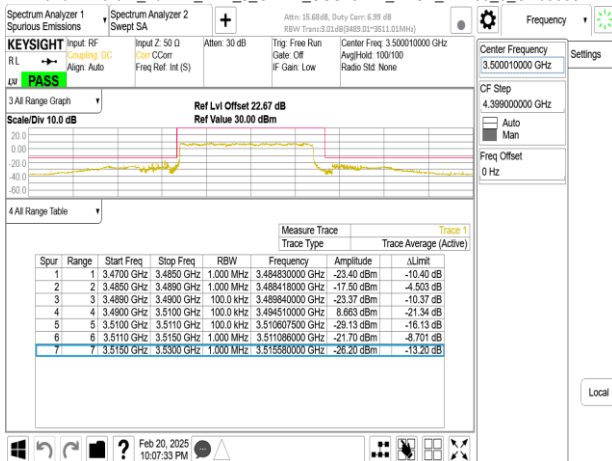 Spectrum Analyzer 1
Spurious Emissions
Spectrum Analyzer 2
Swept SA
+
Attn: 15.68dB, Duty Corr: 6.99 dB
RBW Tranc:3.01dB(3489.01~3511.01MHz)
Frequency
KEYSIGHT
RL
LXI
PASS
Input: RF
Coupling: DC
Align: Auto
Input Z: 50 Ω
Corr CCorr
Freq Ref: Int (S)
Atten: 30 dB
Trig: Free Run
Gate: Off
IF Gain: Low
Center Freq: 3.500010000 GHz
Avg|Hold: 100/100
Radio Std: None
Center Frequency
3.500010000 GHz
Settings
CF Step
4.399000000 GHz
Auto
Man
Freq Offset
0 Hz
Local
3 All Range Graph
Scale/Div 10.0 dB
Ref Lvl Offset 22.67 dB
Ref Value 30.00 dBm
20.0
0.00
-20.0
-40.0
-60.0
4 All Range Table
Measure Trace Trace 1
Trace Type Trace Average (Active)
Spur Range Start Freq Stop Freq RBW Frequency Amplitude ΔLimit
1 1 3.4700 GHz 3.4850 GHz 1.000 MHz 3.484830000 GHz -23.40 dBm -10.40 dB
2 2 3.4850 GHz 3.4890 GHz 1.000 MHz 3.488418000 GHz -17.50 dBm -4.503 dB
3 3 3.4890 GHz 3.4900 GHz 100.0 kHz 3.489840000 GHz -23.37 dBm -10.37 dB
4 4 3.4900 GHz 3.5100 GHz 100.0 kHz 3.494510000 GHz 8.663 dBm -21.34 dB
5 5 3.5100 GHz 3.5110 GHz 100.0 kHz 3.510607500 GHz -29.13 dBm -16.13 dB
6 6 3.5110 GHz 3.5150 GHz 1.000 MHz 3.511086000 GHz -21.70 dBm -8.701 dB
7 7 3.5150 GHz 3.5300 GHz 1.000 MHz 3.515580000 GHz -26.20 dBm -13.20 dB
?
Feb 20, 2025
10:07:33 PM